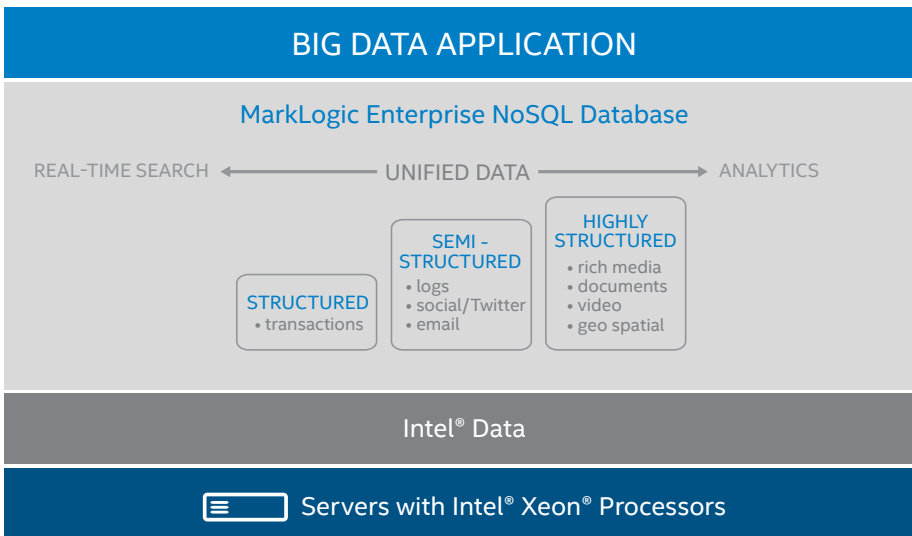 BIG DATA APPLICATION
MarkLogic Enterprise NoSQL Database
REAL-TIME SEARCH
UNIFIED DATA
ANALYTICS
STRUCTURED
• transactions
SEMI -
STRUCTURED
• logs
• social/Twitter
• email
HIGHLY
STRUCTURED
• rich media
• documents
• video
• geo spatial
Intel® Data
Servers with Intel® Xeon® Processors